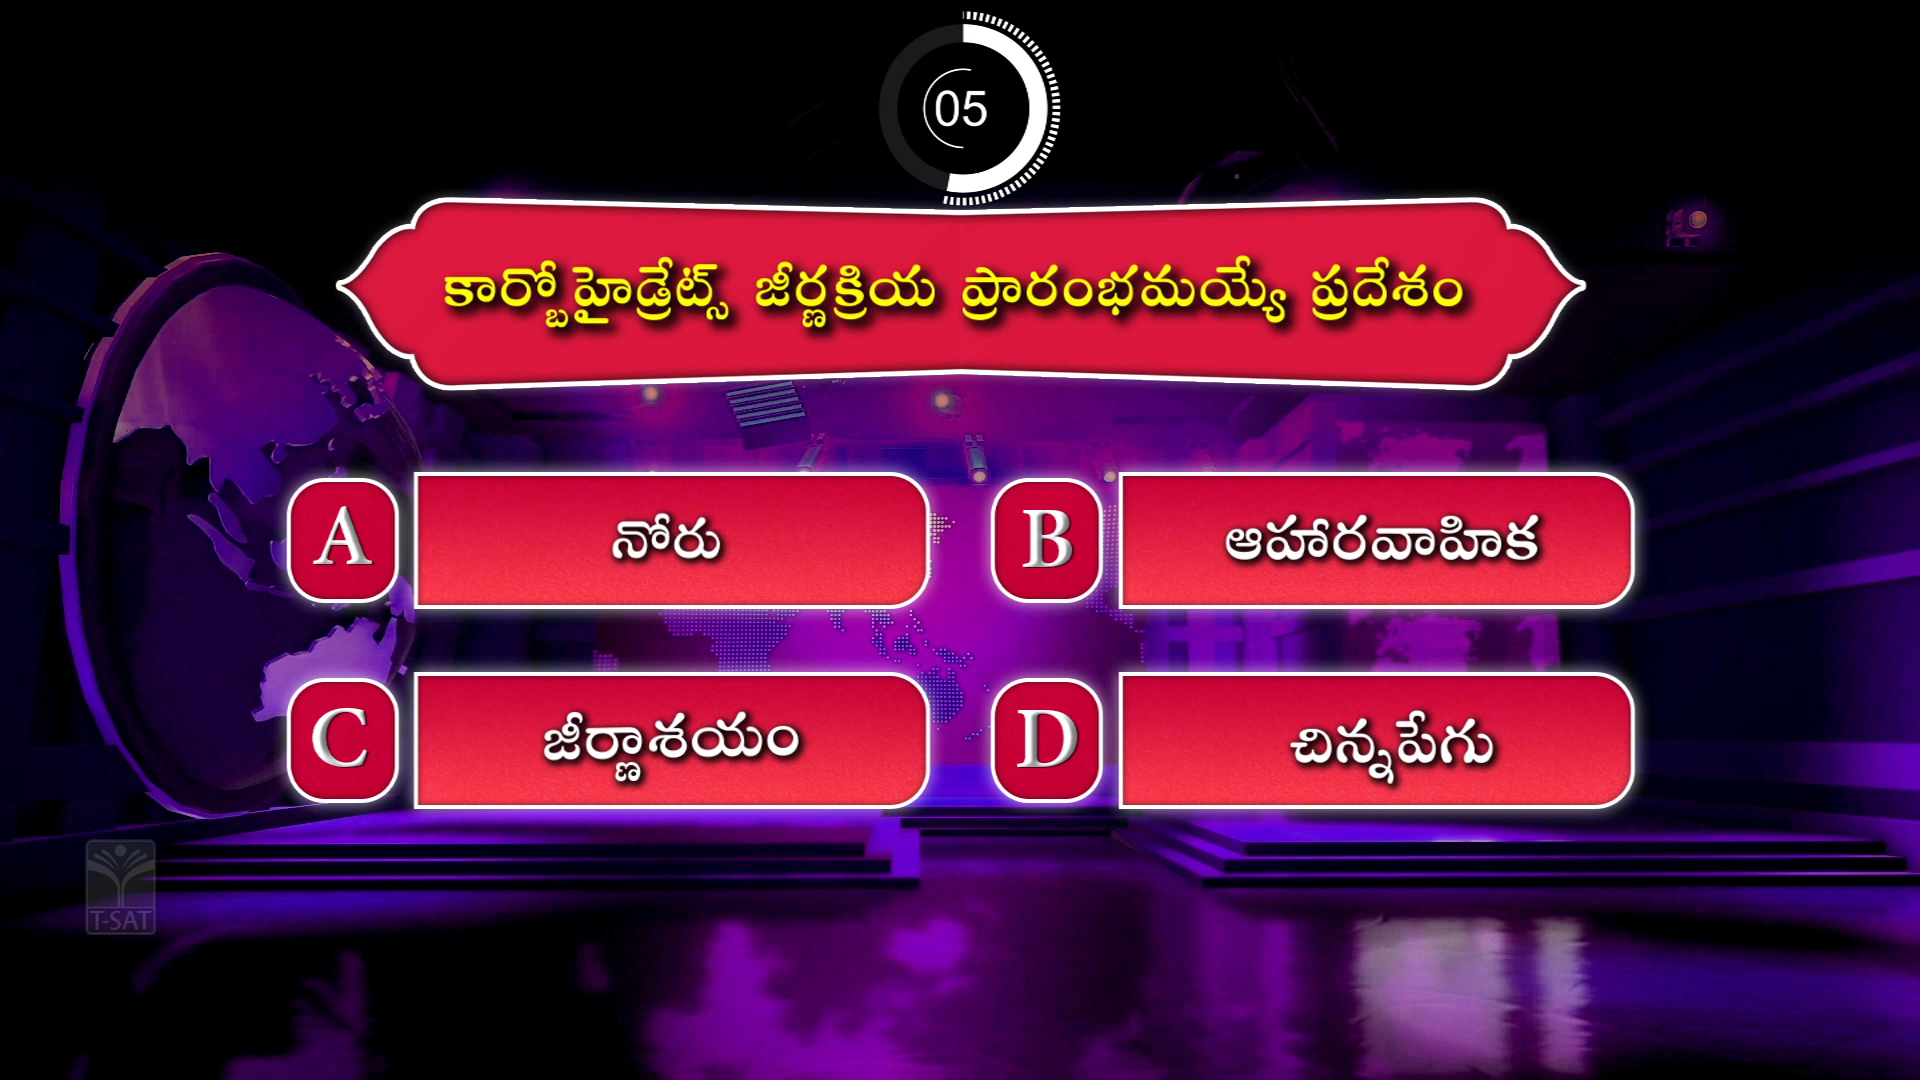 05
కార్బోహైడ్రేట్స్ జీర్ణక్రియ ప్రారంభమయ్యే ప్రదేశం
A నోరు
B ఆహారవాహిక
C జీర్ణాశయం
D చిన్నపేగు
T-SAT